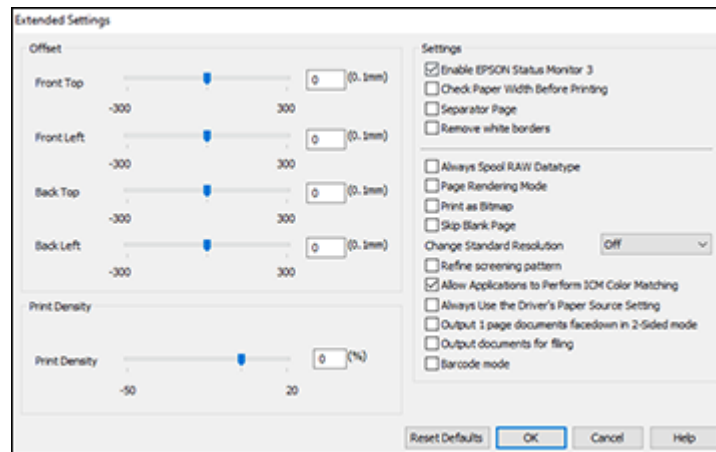 Extended Settings
Offset
Front Top
0
(0.1mm)
-300
300
Front Left
0
(0.1mm)
-300
300
Back Top
0
(0.1mm)
-300
300
Back Left
0
(0.1mm)
-300
300
Print Density
Print Density
0
(%)
-50
20
Settings
Enable EPSON Status Monitor 3
Check Paper Width Before Printing
Separator Page
Remove white borders
Always Spool RAW Datatype
Page Rendering Mode
Print as Bitmap
Skip Blank Page
Change Standard Resolution
Off
Refine screening pattern
Allow Applications to Perform ICM Color Matching
Always Use the Driver's Paper Source Setting
Output 1 page documents facedown in 2-Sided mode
Output documents for filing
Barcode mode
Reset Defaults
OK
Cancel
Help